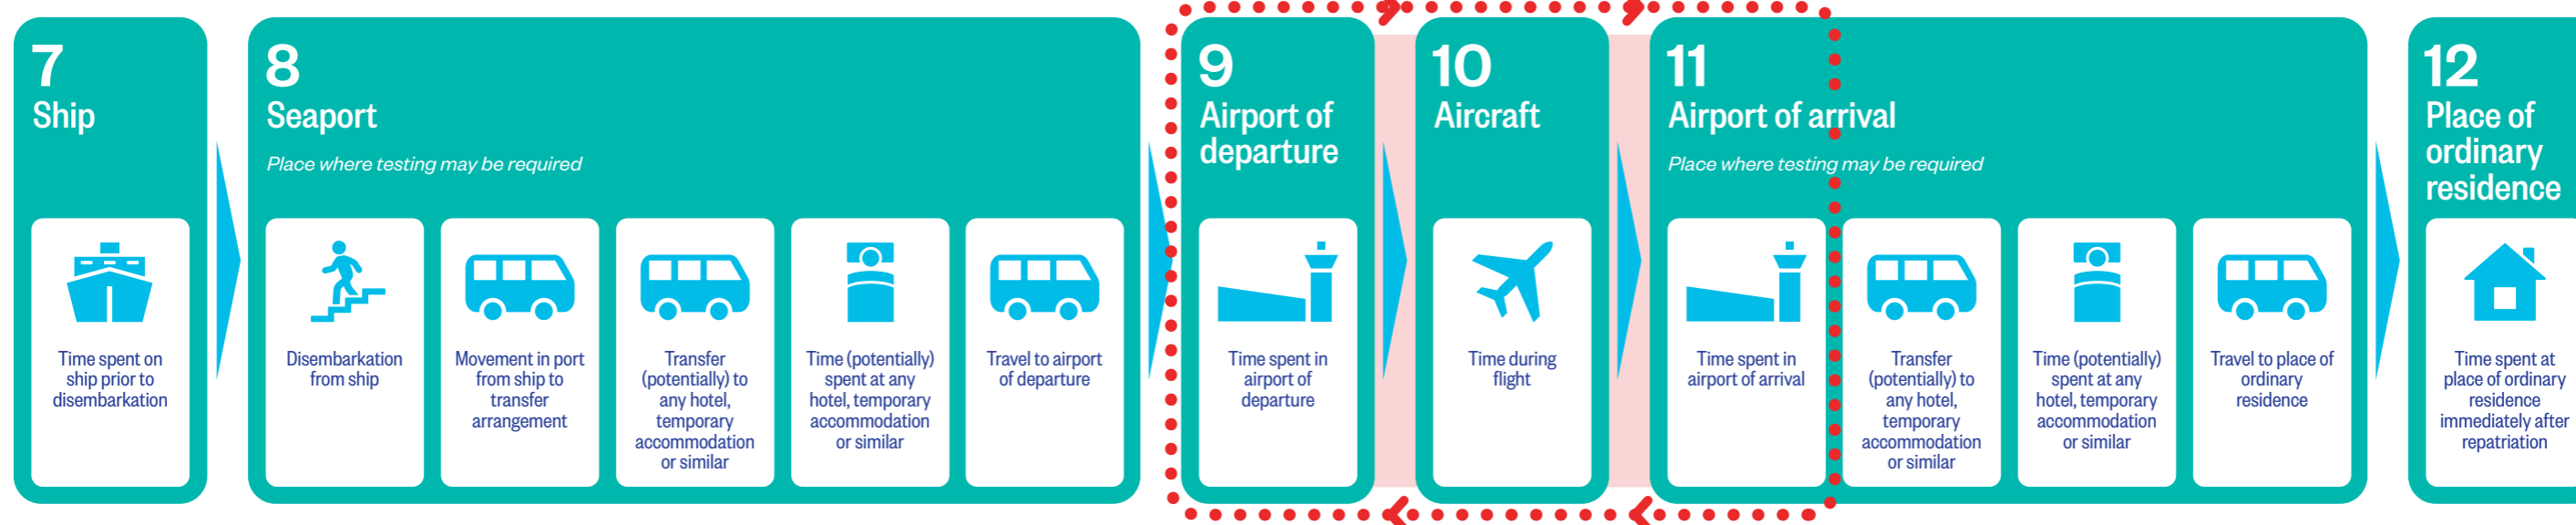 7
Ship
Time spent on
ship prior to
disembarkation
8
Seaport
Place where testing may be required
Disembarkation
from ship
Movement in port
from ship to
transfer
arrangement
Transfer
(potentially) to
any hotel,
temporary
accommodation
or similar
Time (potentially)
spent at any
hotel, temporary
accommodation
or similar
Travel to airport
of departure
9
Airport of
departure
Time spent in
airport of
departure
10
Aircraft
Time during
flight
11
Airport of arrival
Place where testing may be required
Time spent in
airport of arrival
Transfer
(potentially) to
any hotel,
temporary
accommodation
or similar
Time (potentially)
spent at any
hotel, temporary
accommodation
or similar
Travel to place of
ordinary
residence
12
Place of
ordinary
residence
Time spent at
place of ordinary
residence
immediately after
repatriation